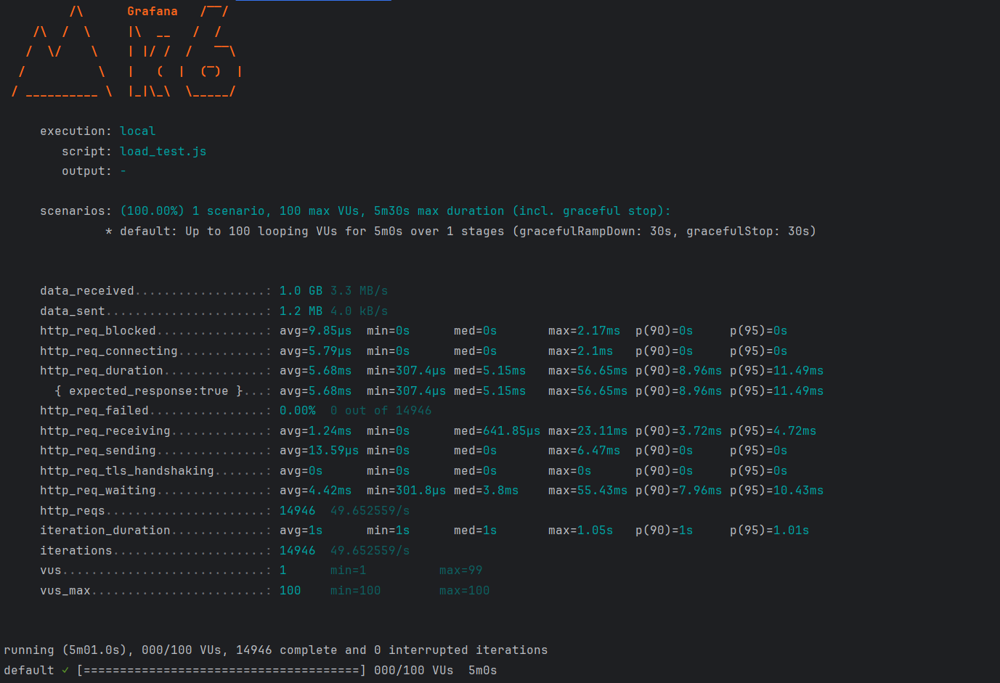 /\      Grafana   /‾‾/
    /\  /  \     |\  __   /  /
   /  \/    \    | |/ /  /   ‾‾\
  /          \   |   (  |  (‾)  |
 / __________ \  |_|\_\  \_____/
     execution: local
        script: load_test.js
        output: -
     scenarios: (100.00%) 1 scenario, 100 max VUs, 5m30s max duration (incl. graceful stop):
              * default: Up to 100 looping VUs for 5m0s over 1 stages (gracefulRampDown: 30s, gracefulStop: 30s)
     data_received..................: 1.0 GB 3.3 MB/s
     data_sent......................: 1.2 MB 4.0 kB/s
     http_req_blocked...............: avg=9.85µs  min=0s      med=0s       max=2.17ms  p(90)=0s     p(95)=0s
     http_req_connecting............: avg=5.79µs  min=0s      med=0s       max=2.1ms   p(90)=0s     p(95)=0s
     http_req_duration..............: avg=5.68ms  min=307.4µs med=5.15ms   max=56.65ms p(90)=8.96ms p(95)=11.49ms
       { expected_response:true }...: avg=5.68ms  min=307.4µs med=5.15ms   max=56.65ms p(90)=8.96ms p(95)=11.49ms
     http_req_failed................: 0.00%  0 out of 14946
     http_req_receiving.............: avg=1.24ms  min=0s      med=641.85µs max=23.11ms p(90)=3.72ms p(95)=4.72ms
     http_req_sending...............: avg=13.59µs min=0s      med=0s       max=6.47ms  p(90)=0s     p(95)=0s
     http_req_tls_handshaking.......: avg=0s      min=0s      med=0s       max=0s      p(90)=0s     p(95)=0s
     http_req_waiting...............: avg=4.42ms  min=301.8µs med=3.8ms    max=55.43ms p(90)=7.96ms p(95)=10.43ms
     http_reqs......................: 14946  49.652559/s
     iteration_duration.............: avg=1s      min=1s      med=1s       max=1.05s   p(90)=1s     p(95)=1.01s
     iterations.....................: 14946  49.652559/s
     vus............................: 1      min=1          max=99
     vus_max........................: 100    min=100        max=100
running (5m01.0s), 000/100 VUs, 14946 complete and 0 interrupted iterations
default ✓ [======================================] 000/100 VUs  5m0s